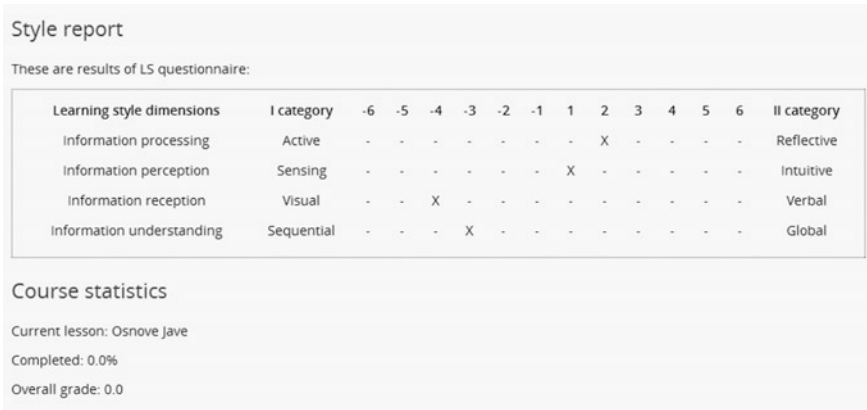 Style report
These are results of LS questionnaire:
Learning style dimensions I category -6 -5 -4 -3 -2 -1 1 2 3 4 5 6 II category
Information processing Active - - - - - - - X - - - - Reflective
Information perception Sensing - - - - - - X - - - - - Intuitive
Information reception Visual - - X - - - - - - - - - Verbal
Information understanding Sequential - - - X - - - - - - - - Global
Course statistics
Current lesson: Osnove Jave
Completed: 0.0%
Overall grade: 0.0